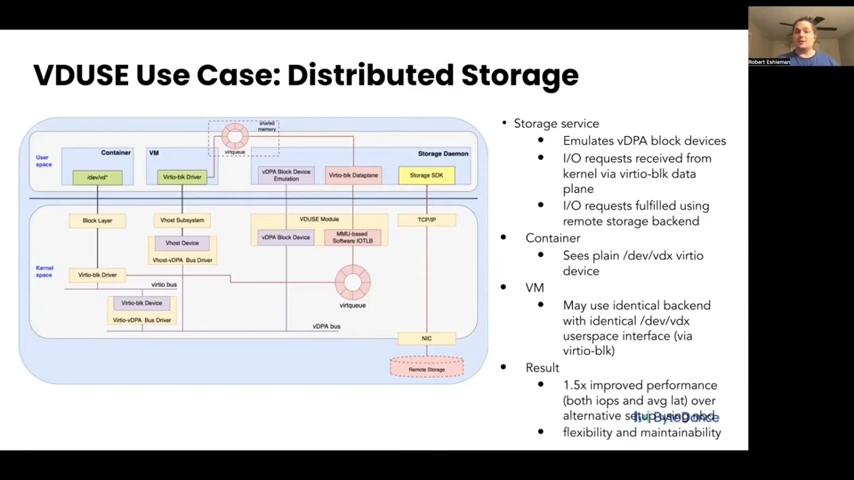 VDUSE Use Case: Distributed Storage
shared
memory.
virtqueue
User
space
Container
/dev/vd*
VM
Virtio-blk Driver
Storage Daemon
vDPA Block Device
Emulation
Virtio-blk Dataplane
Storage SDK
Kernel
space
Block Layer
Vhost Subsystem
Vhost Device
Vhost-vDPA Bus Driver
VDUSE Module
vDPA Block Device
MMU-based
Software IOTLB
TCP/IP
Virtio-blk Driver
virtio bus
virtqueue
Virtio-blk Device
Virtio-vDPA Bus Driver
vDPA bus
NIC
Remote Storage
• Storage service
● Emulates vDPA block devices
● I/O requests received from
kernel via virtio-blk data
plane
● I/O requests fulfilled using
remote storage backend
● Container
● Sees plain /dev/vdx virtio
device
● VM
● May use identical backend
with identical /dev/vdx
userspace interface (via
virtio-blk)
● Result
● 1.5x improved performance
(both iops and avg lat) over
alternative setup using nbd
● flexibility and maintainability
ByteDance
Robert Eshleman